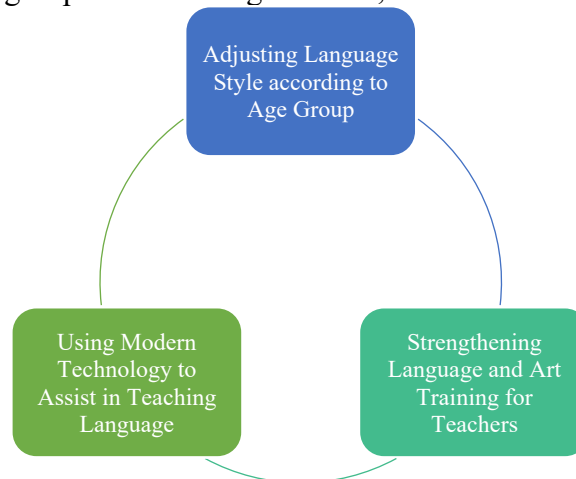 Adjusting Language
Style according to
Age Group
Using Modern
Technology to
Assist in Teaching
Language
Strengthening
Language and Art
Training for
Teachers